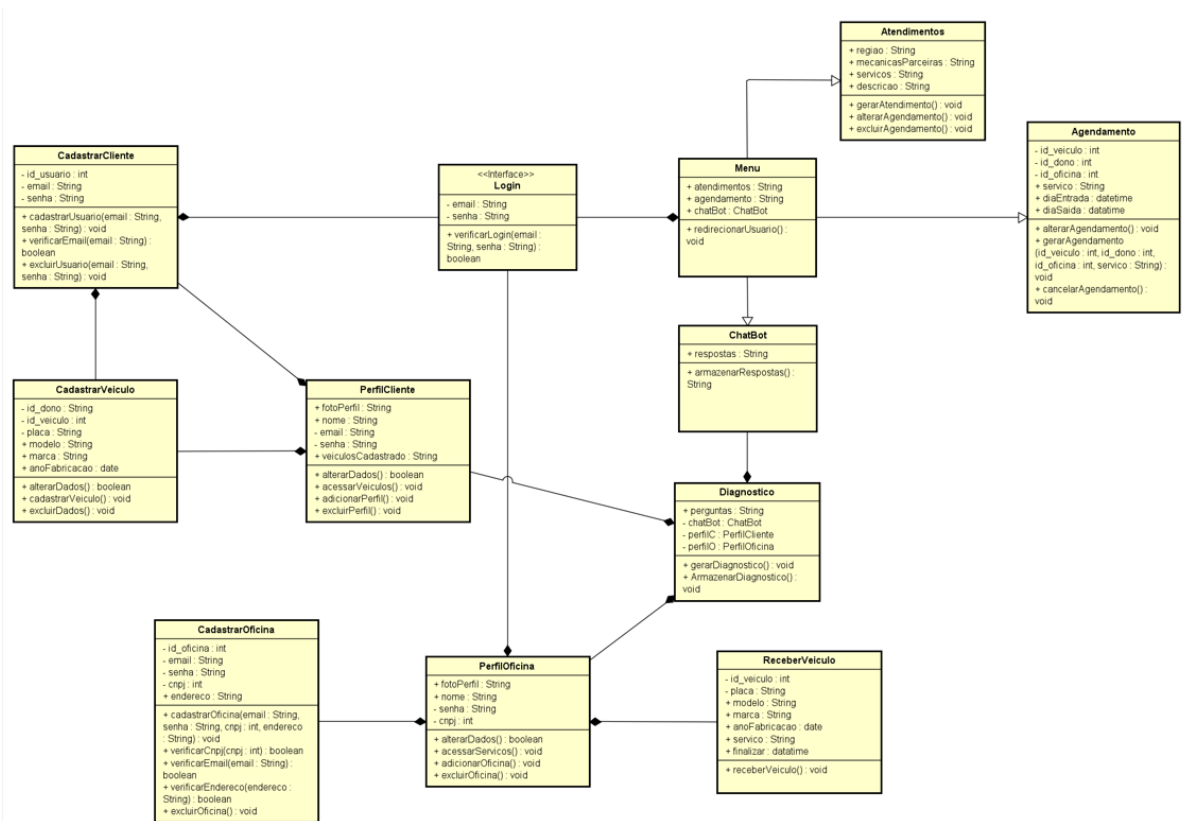 Atendimentos
+ regiao : String
+ mecanicasParceiras : String
+ servicos : String
+ descricao : String
+ gerarAtendimento() : void
+ alterarAgendamento() : void
+ excluirAgendamento() : void
Agendamento
- id_veiculo : int
- id_dono : int
- id_oficina : int
+ servico : String
+ diaEntrada : datetime
+ diaSaida : datatime
+ alterarAgendamento() : void
+ gerarAgendamento
(id_veiculo : int, id_dono : int,
id_oficina : int, servico : String) :
void
+ cancelarAgendamento() :
void
CadastrarCliente
- id_usuario : int
- email : String
- senha : String
+ cadastrarUsuario(email : String,
senha : String) : void
+ verificarEmail(email : String) :
boolean
+ excluirUsuario(email : String,
senha : String) : void
<<Interface>>
Login
- email : String
- senha : String
+ verificarLogin(email :
String, senha : String) :
boolean
Menu
+ atendimentos : String
+ agendamento : String
+ chatBot : ChatBot
+ redirecionarUsuario() :
void
ChatBot
+ respostas : String
+ armazenarRespostas() :
String
CadastrarVeiculo
- id_dono : String
- id_veiculo : int
- placa : String
+ modelo : String
+ marca : String
+ anoFabricacao : date
+ alterarDados() : boolean
+ cadastrarVeiculo() : void
+ excluirDados() : void
PerfilCliente
+ fotoPerfil : String
+ nome : String
- email : String
- senha : String
+ veiculosCadastrado : String
+ alterarDados() : boolean
+ acessarVeiculos() : void
+ adicionarPerfil() : void
+ excluirPerfil() : void
Diagnostico
+ perguntas : String
- chatBot : ChatBot
- perfilC : PerfilCliente
- perfilO : PerfilOficina
+ gerarDiagnostico() : void
+ ArmazenarDiagnostico() :
void
CadastrarOficina
- id_oficina : int
- email : String
- senha : String
- cnpj : int
+ endereco : String
+ cadastrarOficina(email : String,
senha : String, cnpj : int, endereco
: String) : void
+ verificarCnpj(cnpj : int) : boolean
+ verificarEmail(email : String) :
boolean
+ verificarEndereco(endereco :
String) : boolean
+ excluirOficina() : void
PerfilOficina
+ fotoPerfil : String
+ nome : String
- senha : String
- cnpj : int
+ alterarDados() : boolean
+ acessarServicos() : void
+ adicionarOficina() : void
+ excluirOficina() : void
ReceberVeiculo
- id_veiculo : int
- placa : String
+ modelo : String
+ marca : String
+ anoFabricacao : date
+ servico : String
+ finalizar : datatime
+ receberVeiculo() : void